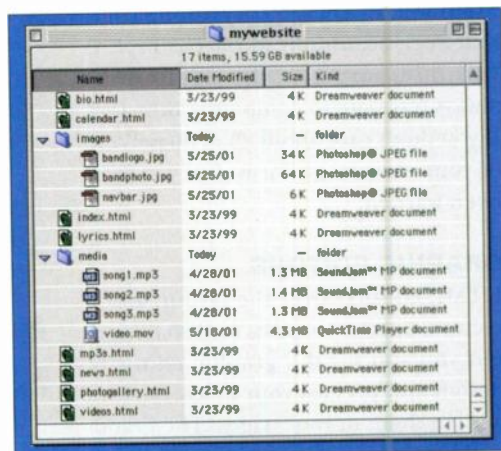 mywebsite
17 items, 15.59 GB available
Name Date Modified Size Kind
bio.html 3/23/99 4 K Dreamweaver document
calendar.html 3/23/99 4 K Dreamweaver document
images Today – folder
bandlogo.jpg 5/25/01 34 K Photoshop® JPEG file
bandphoto.jpg 5/25/01 64 K Photoshop® JPEG file
navbar.jpg 5/25/01 6 K Photoshop® JPEG file
index.html 3/23/99 4 K Dreamweaver document
lyrics.html 3/23/99 4 K Dreamweaver document
media Today – folder
song1.mp3 4/28/01 1.3 MB SoundJam™ MP document
song2.mp3 4/28/01 1.4 MB SoundJam™ MP document
song3.mp3 4/28/01 1.3 MB SoundJam™ MP document
video.mov 5/18/01 4.3 MB QuickTime Player document
mp3s.html 3/23/99 4 K Dreamweaver document
news.html 3/23/99 4 K Dreamweaver document
photogallery.html 3/23/99 4 K Dreamweaver document
videos.html 3/23/99 4 K Dreamweaver document